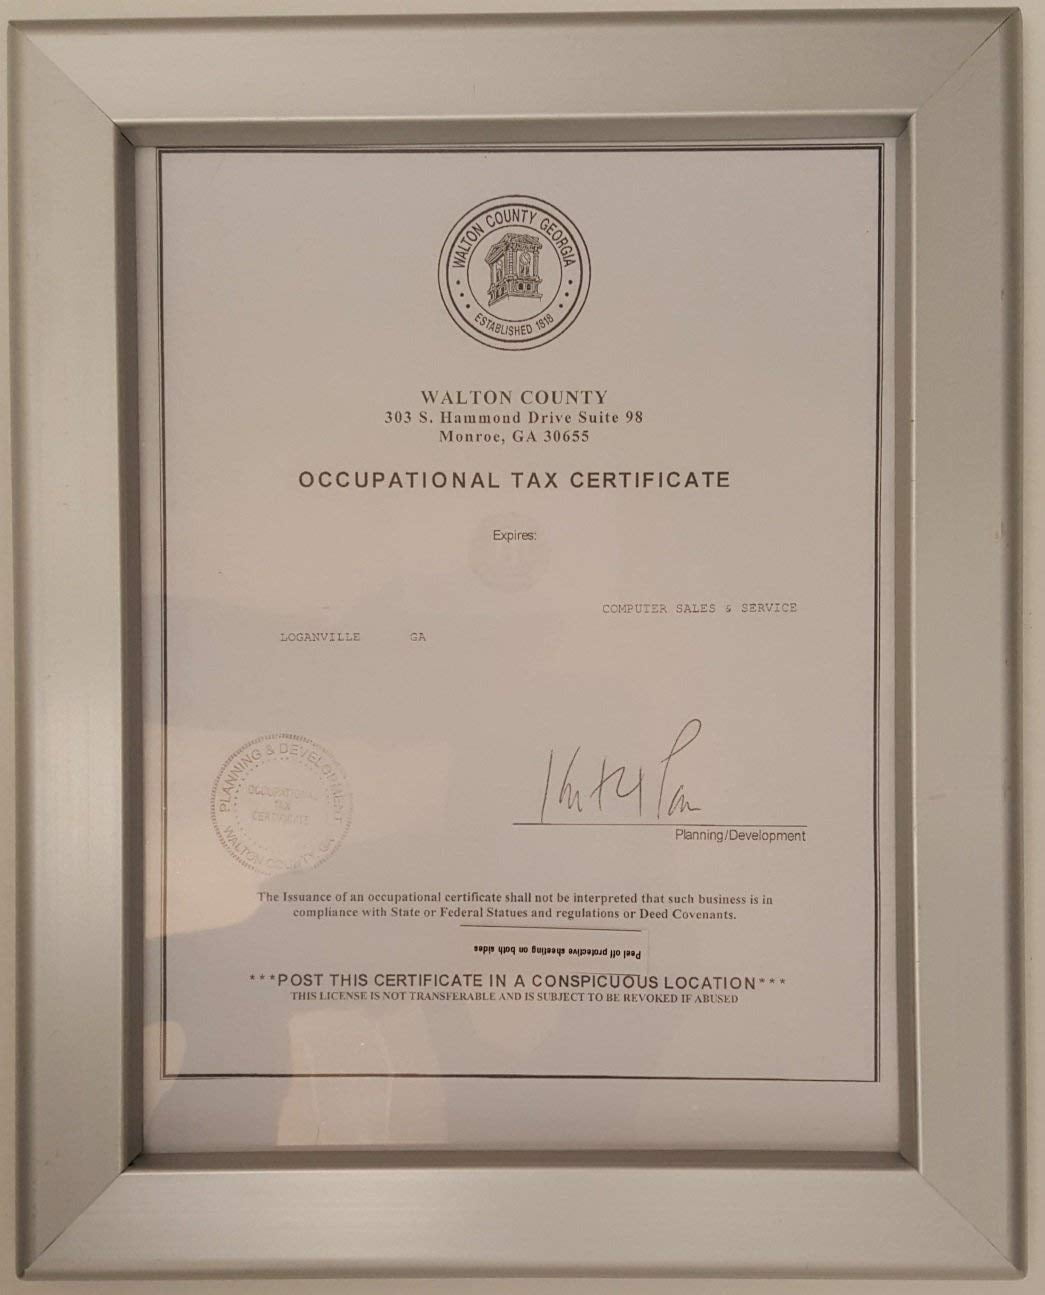 WALTON COUNTY GEORGIA
ESTABLISHED 1818
WALTON COUNTY
303 S. Hammond Drive Suite 98
Monroe, GA 30655
OCCUPATIONAL TAX CERTIFICATE
Expires:
COMPUTER SALES & SERVICE
LOGANVILLE GA
PLANNING & DEVELOPMENT
OCCUPATIONAL
TAX
CERTIFICATE
WALTON COUNTY GA
Planning/Development
The Issuance of an occupational certificate shall not be interpreted that such business is in
compliance with State or Federal Statues and regulations or Deed Covenants.
Peel off protective sheeting on both sides
***POST THIS CERTIFICATE IN A CONSPICUOUS LOCATION***
THIS LICENSE IS NOT TRANSFERABLE AND IS SUBJECT TO BE REVOKED IF ABUSED